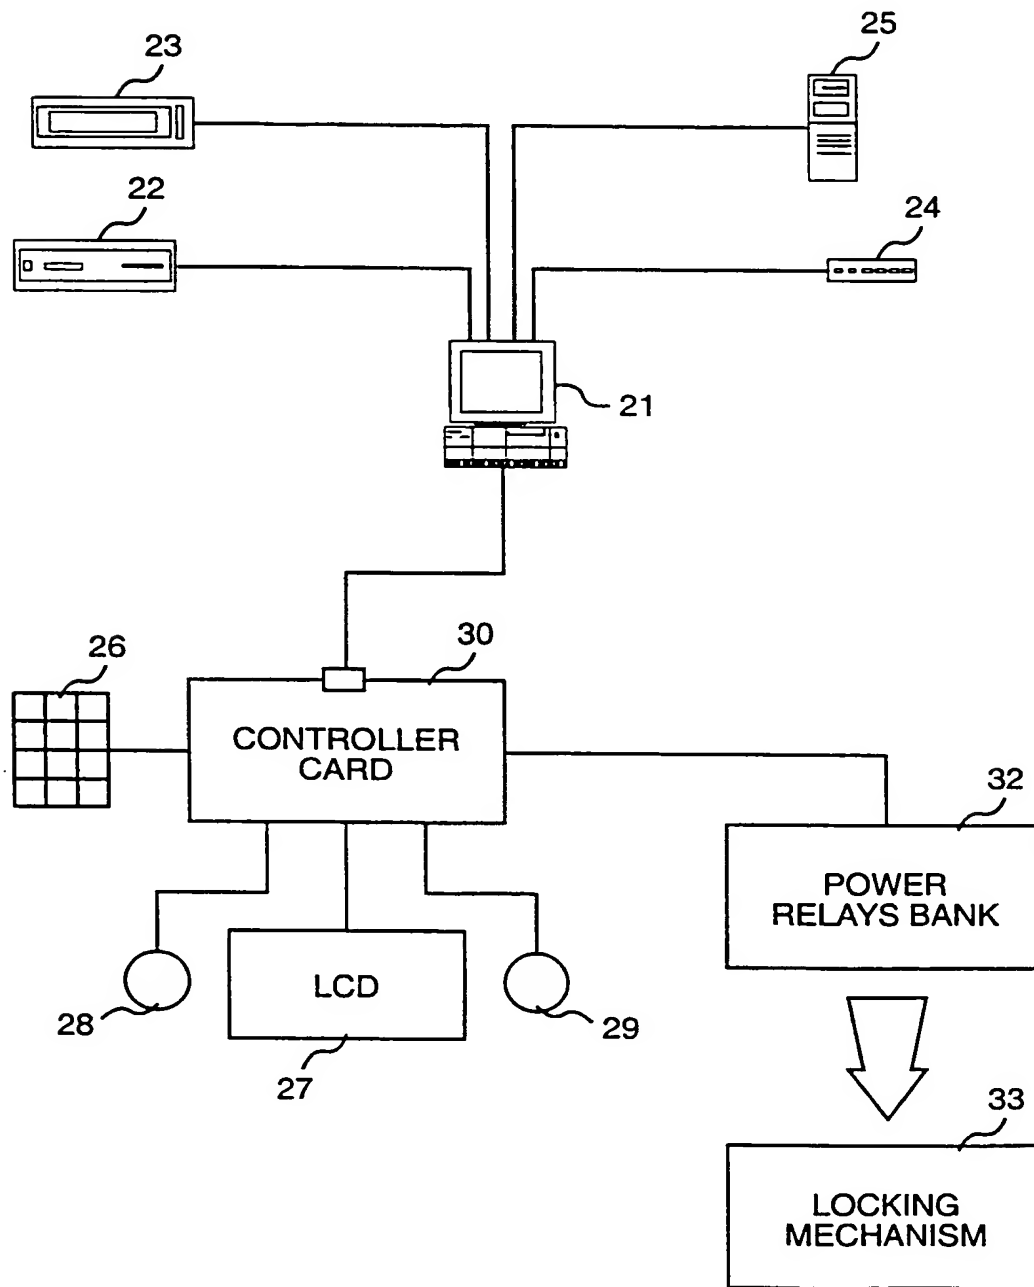 23
25
22
24
21
30
26
CONTROLLER
CARD
32
POWER
RELAYS BANK
LCD
28
29
27
33
LOCKING
MECHANISM